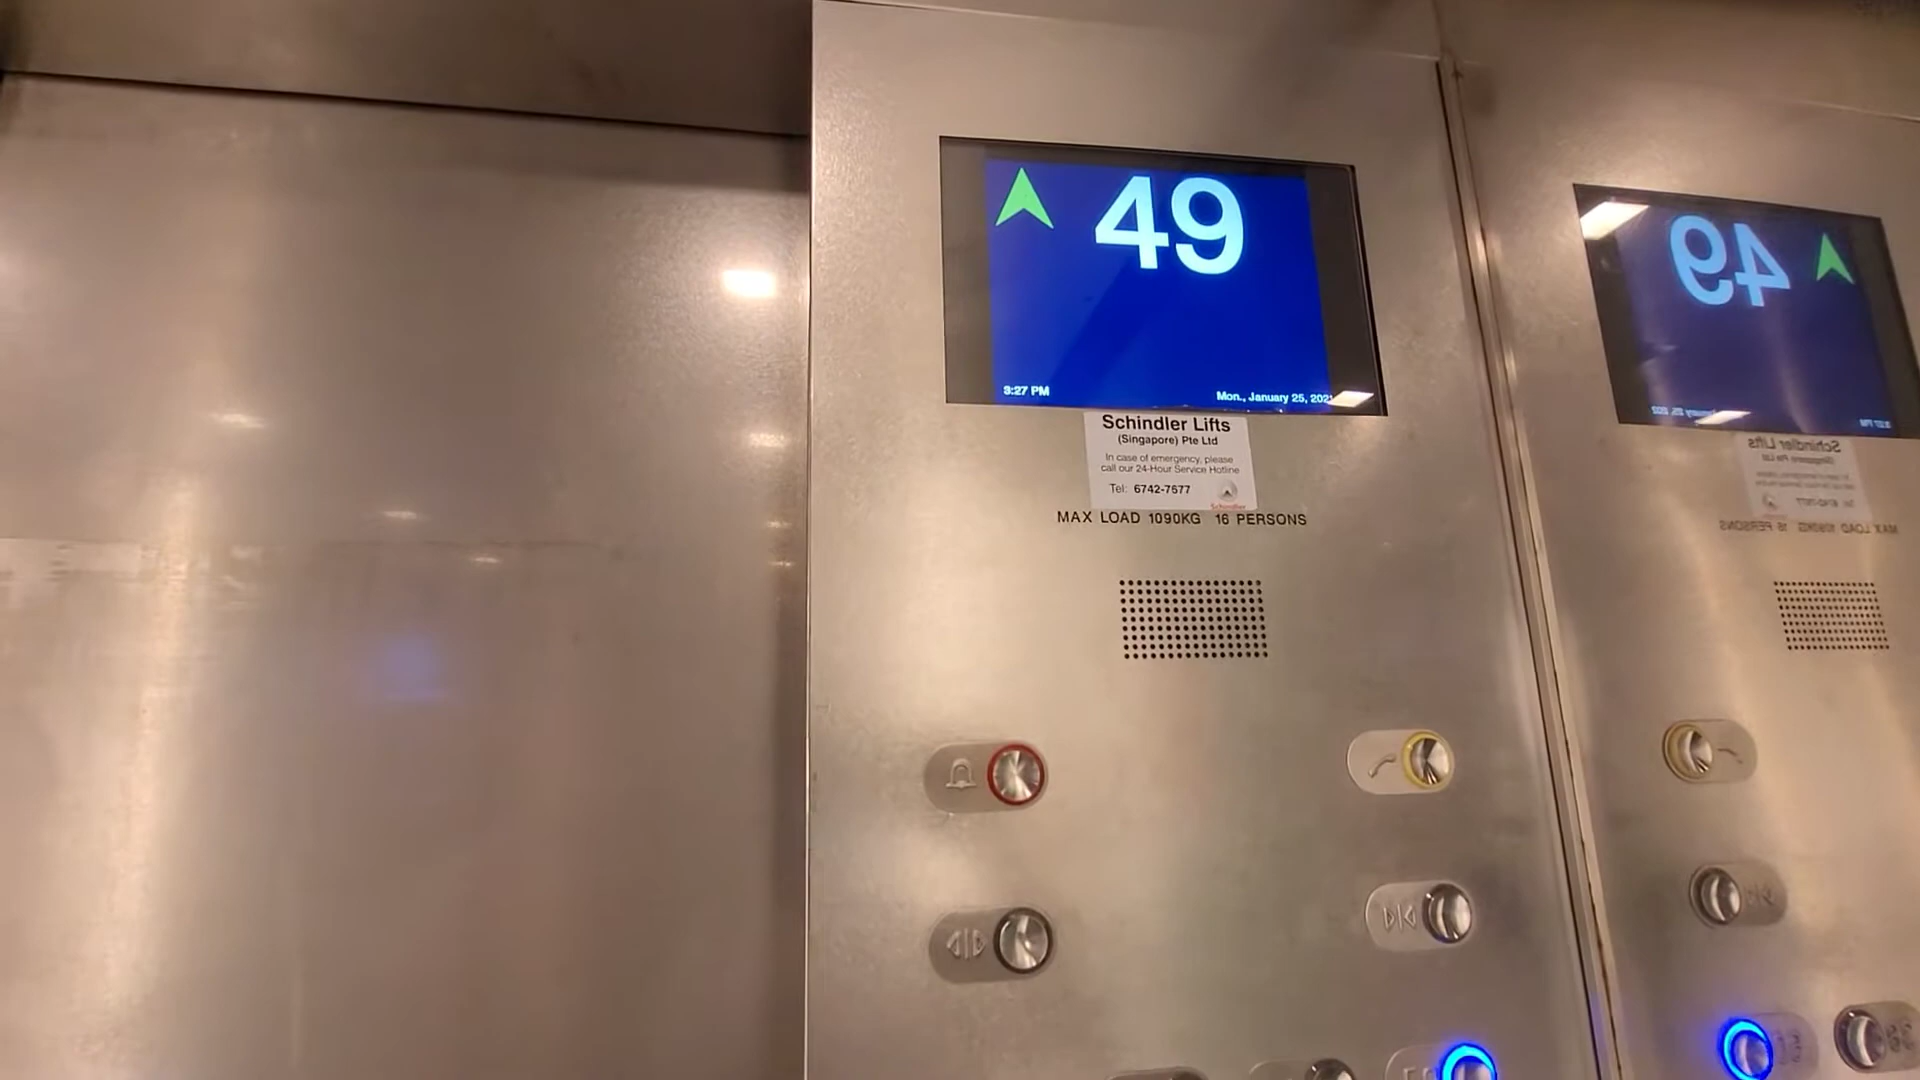 49
3:27 PM
Mon., January 25, 2021
Schindler Lifts
(Singapore) Pte Ltd
In case of emergency, please
call our 24-Hour Service Hotline
Tel: 6742-7577
Schindler
MAX LOAD 1090KG 16 PERSONS